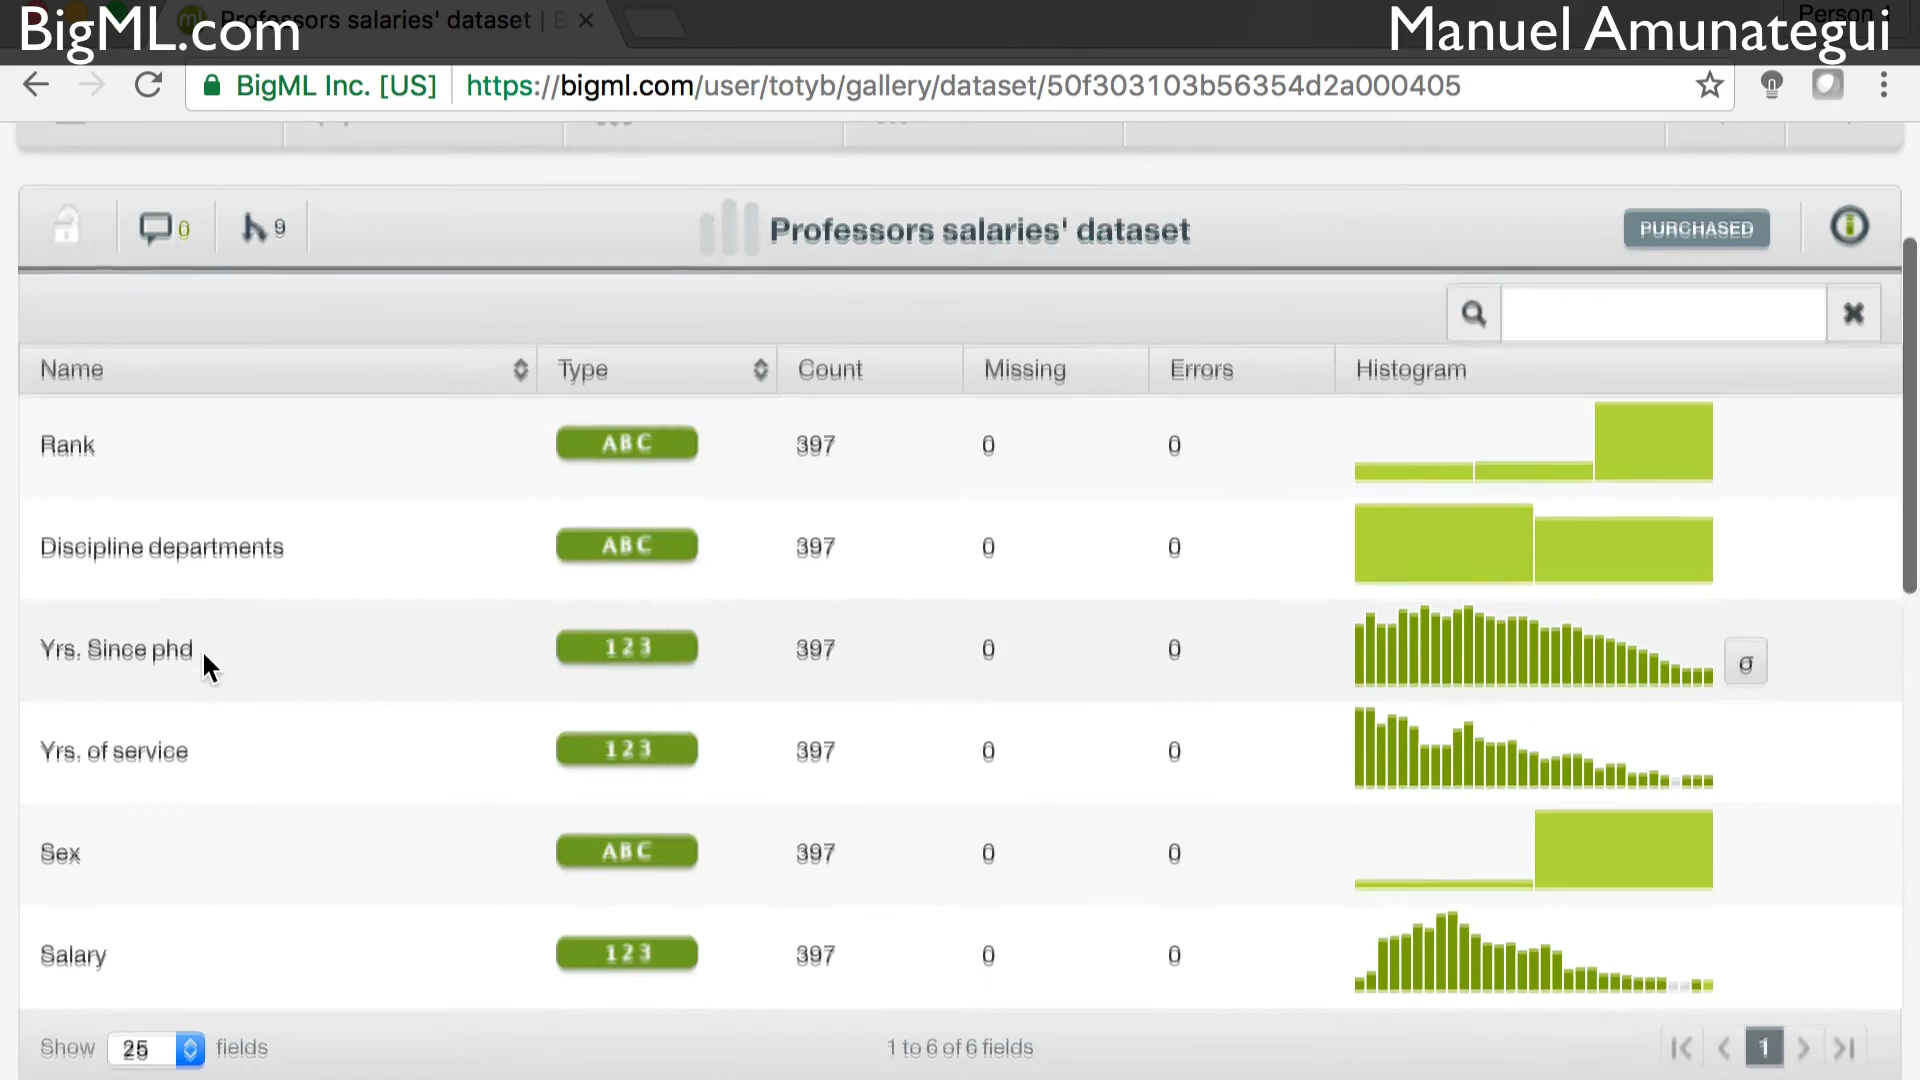 BigML.com
Manuel Amunategui
Professors salaries' dataset | B
Person 1
BigML Inc. [US]
https://bigml.com/user/totyb/gallery/dataset/50f303103b56354d2a000405
0
9
Professors salaries' dataset
PURCHASED
Name Type Count Missing Errors Histogram
Rank ABC 397 0 0
Discipline departments ABC 397 0 0
Yrs. Since phd 123 397 0 0 σ
Yrs. of service 123 397 0 0
Sex ABC 397 0 0
Salary 123 397 0 0
Show 25 fields
1 to 6 of 6 fields
1